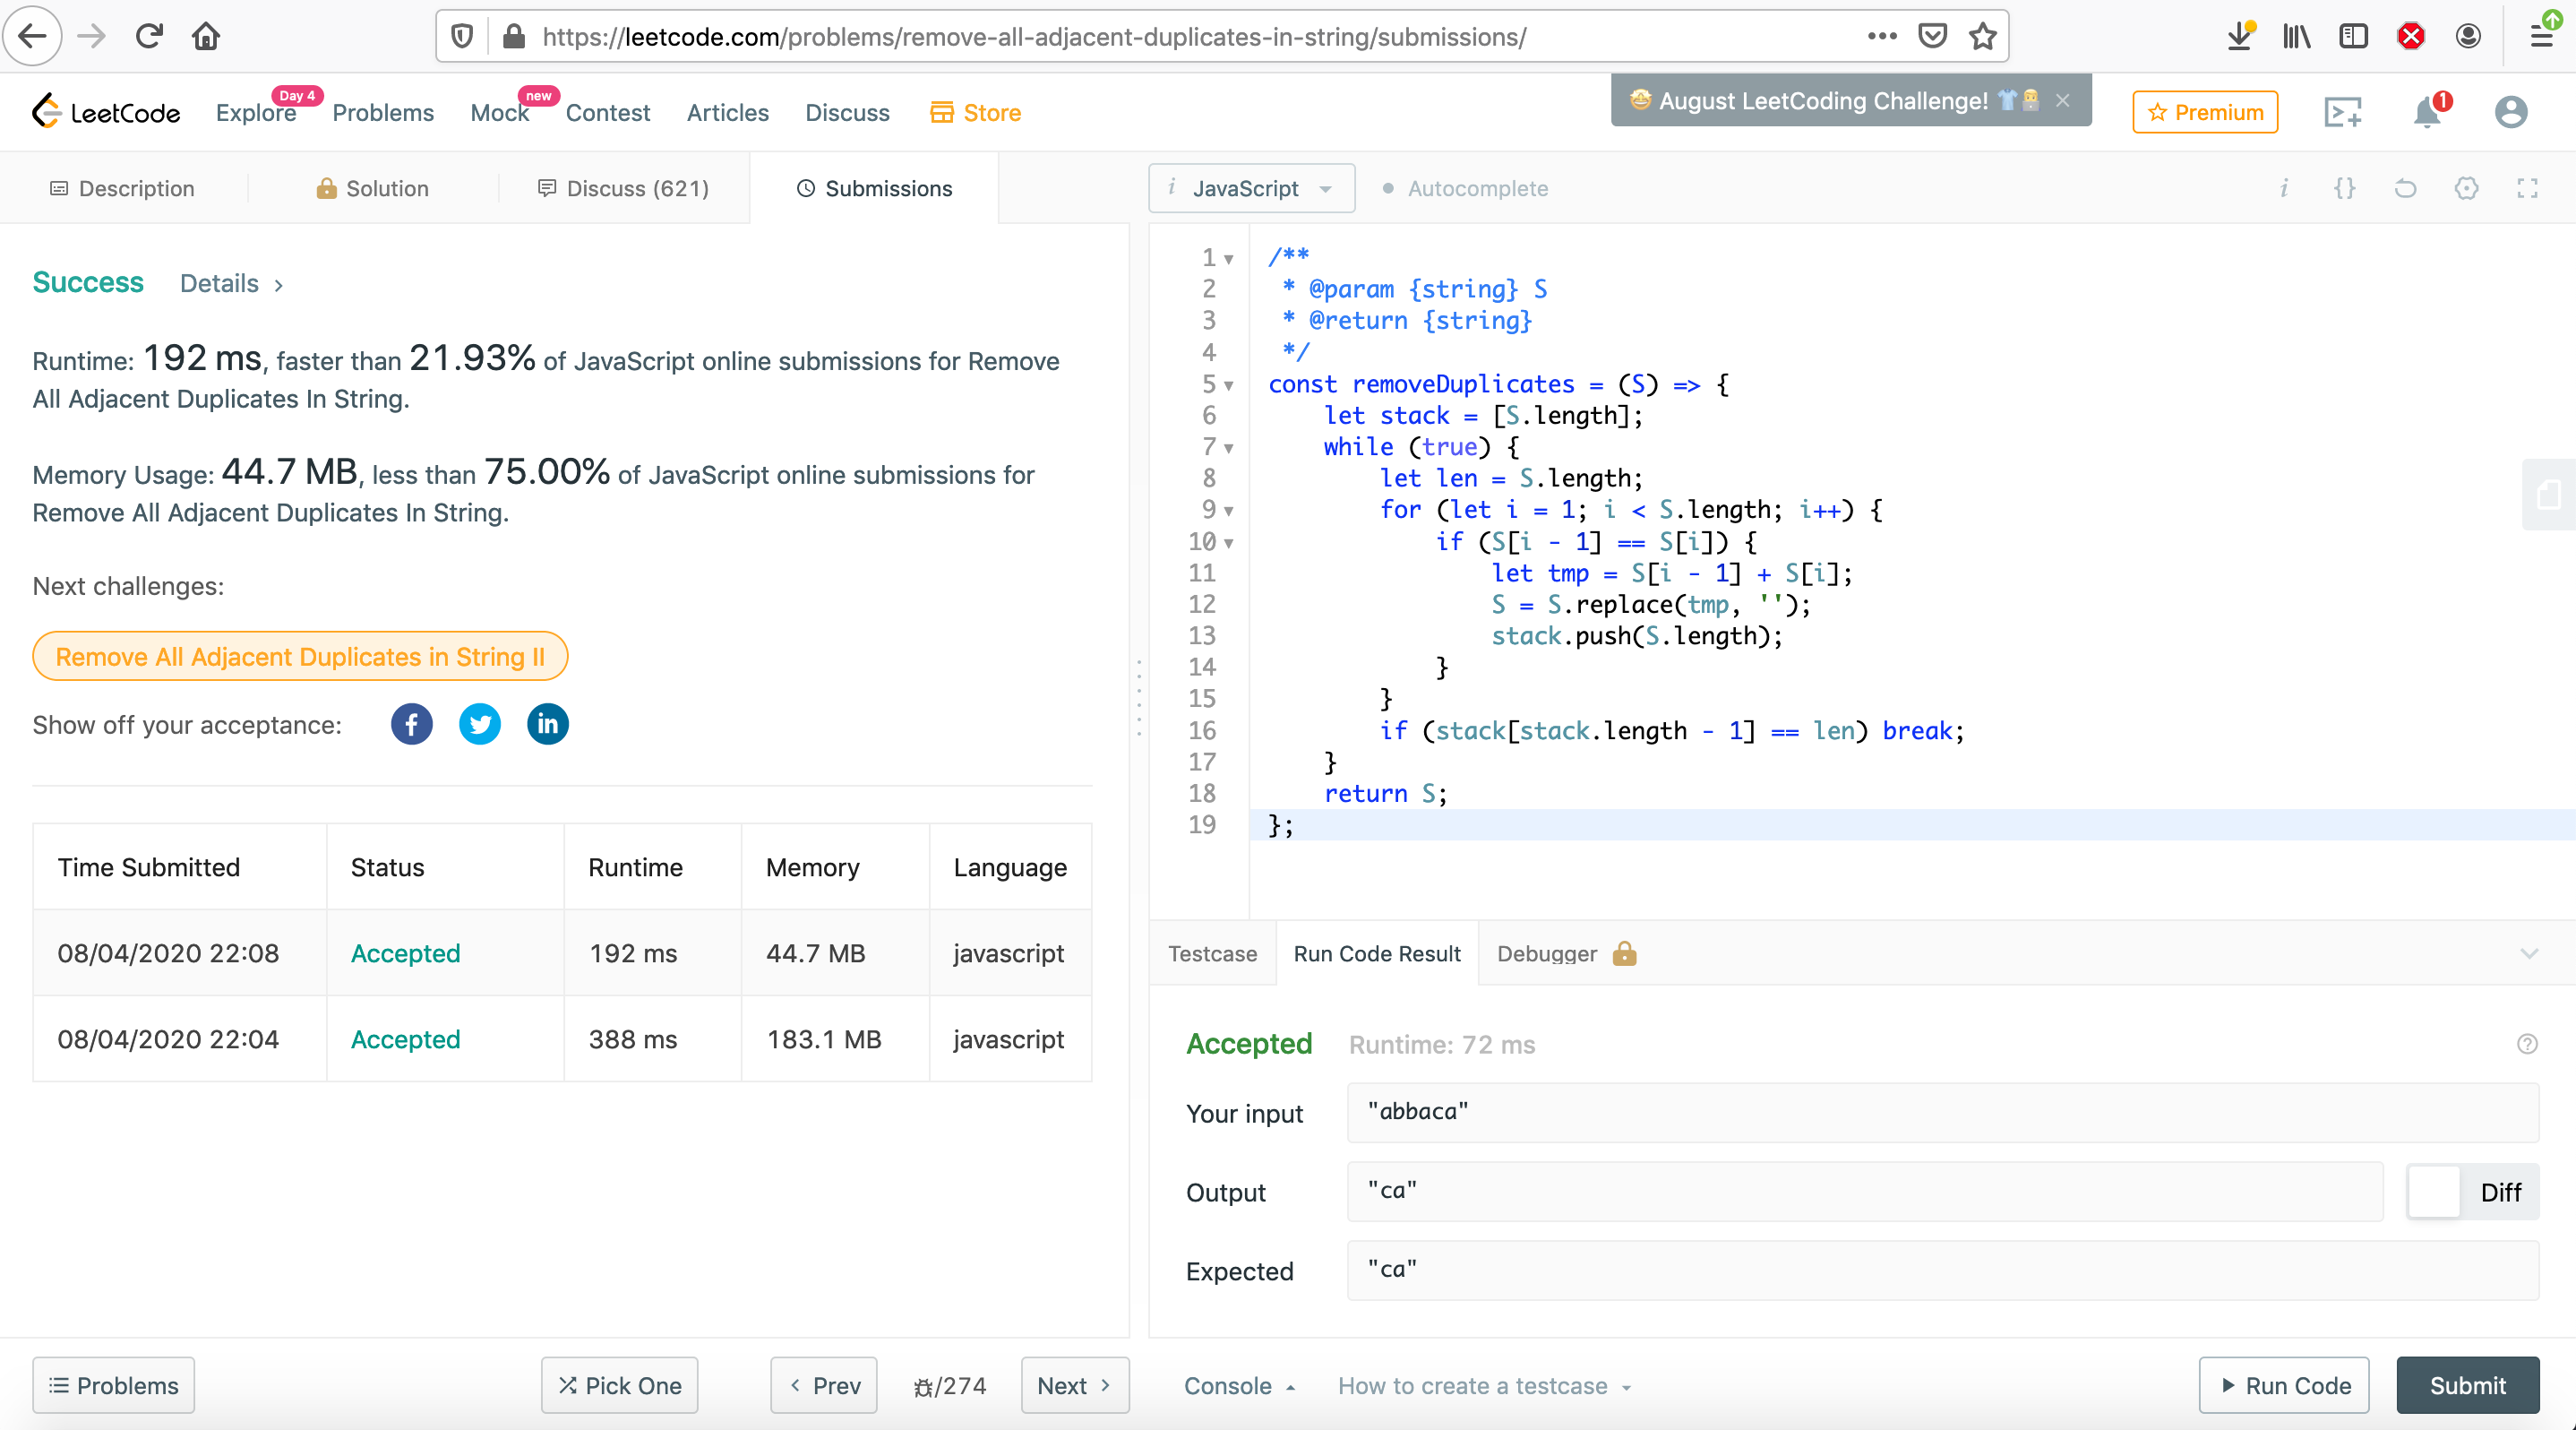 https://leetcode.com/problems/remove-all-adjacent-duplicates-in-string/submissions/
LeetCode
Explore
Day 4
Problems
Mock
new
Contest
Articles
Discuss
Store
August LeetCoding Challenge!
Premium
1
Description
Solution
Discuss (621)
Submissions
i JavaScript
Autocomplete
i {}
Success Details
Runtime: 192 ms, faster than 21.93% of JavaScript online submissions for Remove
All Adjacent Duplicates In String.
Memory Usage: 44.7 MB, less than 75.00% of JavaScript online submissions for
Remove All Adjacent Duplicates In String.
Next challenges:
Remove All Adjacent Duplicates in String II
Show off your acceptance: f in
Time Submitted Status Runtime Memory Language
08/04/2020 22:08 Accepted 192 ms 44.7 MB javascript
08/04/2020 22:04 Accepted 388 ms 183.1 MB javascript
1 /**
2 * @param {string} S
3 * @return {string}
4 */
5 const removeDuplicates = (S) => {
6 let stack = [S.length];
7 while (true) {
8 let len = S.length;
9 for (let i = 1; i < S.length; i++) {
10 if (S[i - 1] == S[i]) {
11 let tmp = S[i - 1] + S[i];
12 S = S.replace(tmp, '');
13 stack.push(S.length);
14 }
15 }
16 if (stack[stack.length - 1] == len) break;
17 }
18 return S;
19 };
Testcase Run Code Result Debugger
Accepted Runtime: 72 ms
Your input "abbaca"
Output "ca" Diff
Expected "ca"
Problems
Pick One
Prev
/274
Next
Console
How to create a testcase
Run Code
Submit